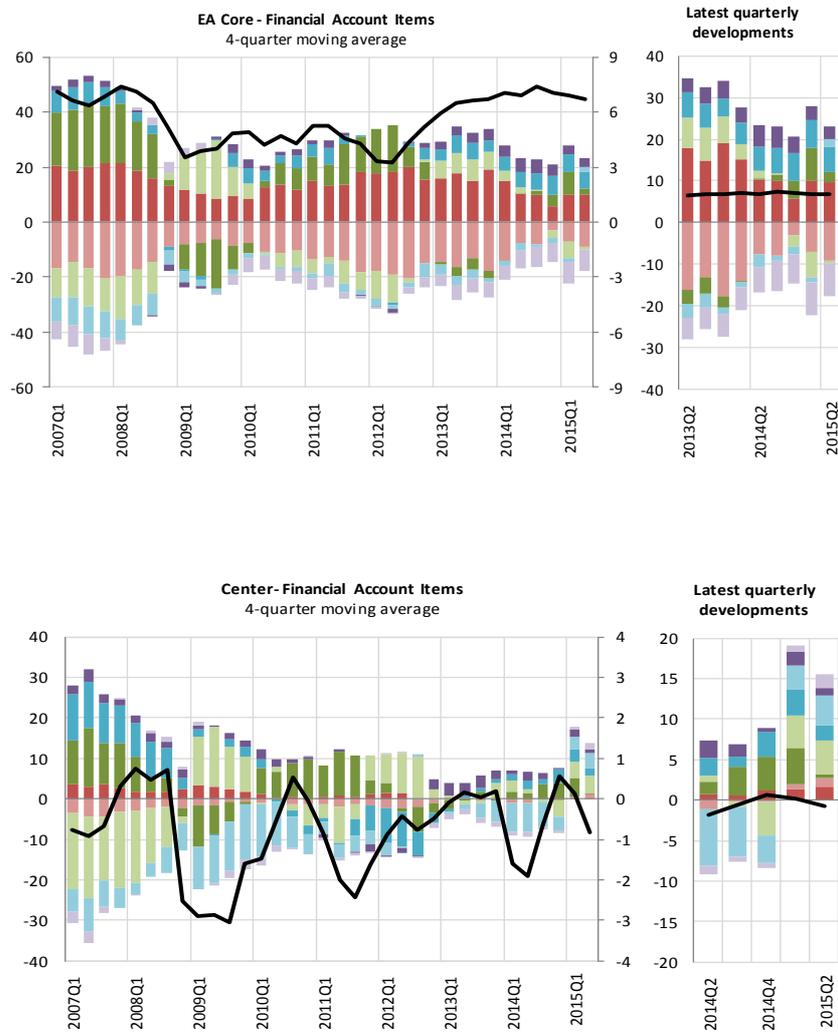 EA Core - Financial Account Items
4-quarter moving average
Latest quarterly
developments
60
40
20
0
-20
-40
-60
9
6
3
0
-3
-6
-9
2007Q1
2008Q1
2009Q1
2010Q1
2011Q1
2012Q1
2013Q1
2014Q1
2015Q1
40
30
20
10
0
-10
-20
-30
-40
2013Q2
2014Q2
2015Q2
Center- Financial Account Items
4-quarter moving average
Latest quarterly
developments
40
30
20
10
0
-10
-20
-30
-40
4
3
2
1
0
-1
-2
-3
-4
2007Q1
2008Q1
2009Q1
2010Q1
2011Q1
2012Q1
2013Q1
2014Q1
2015Q1
20
15
10
5
0
-5
-10
-15
-20
2014Q2
2014Q4
2015Q2